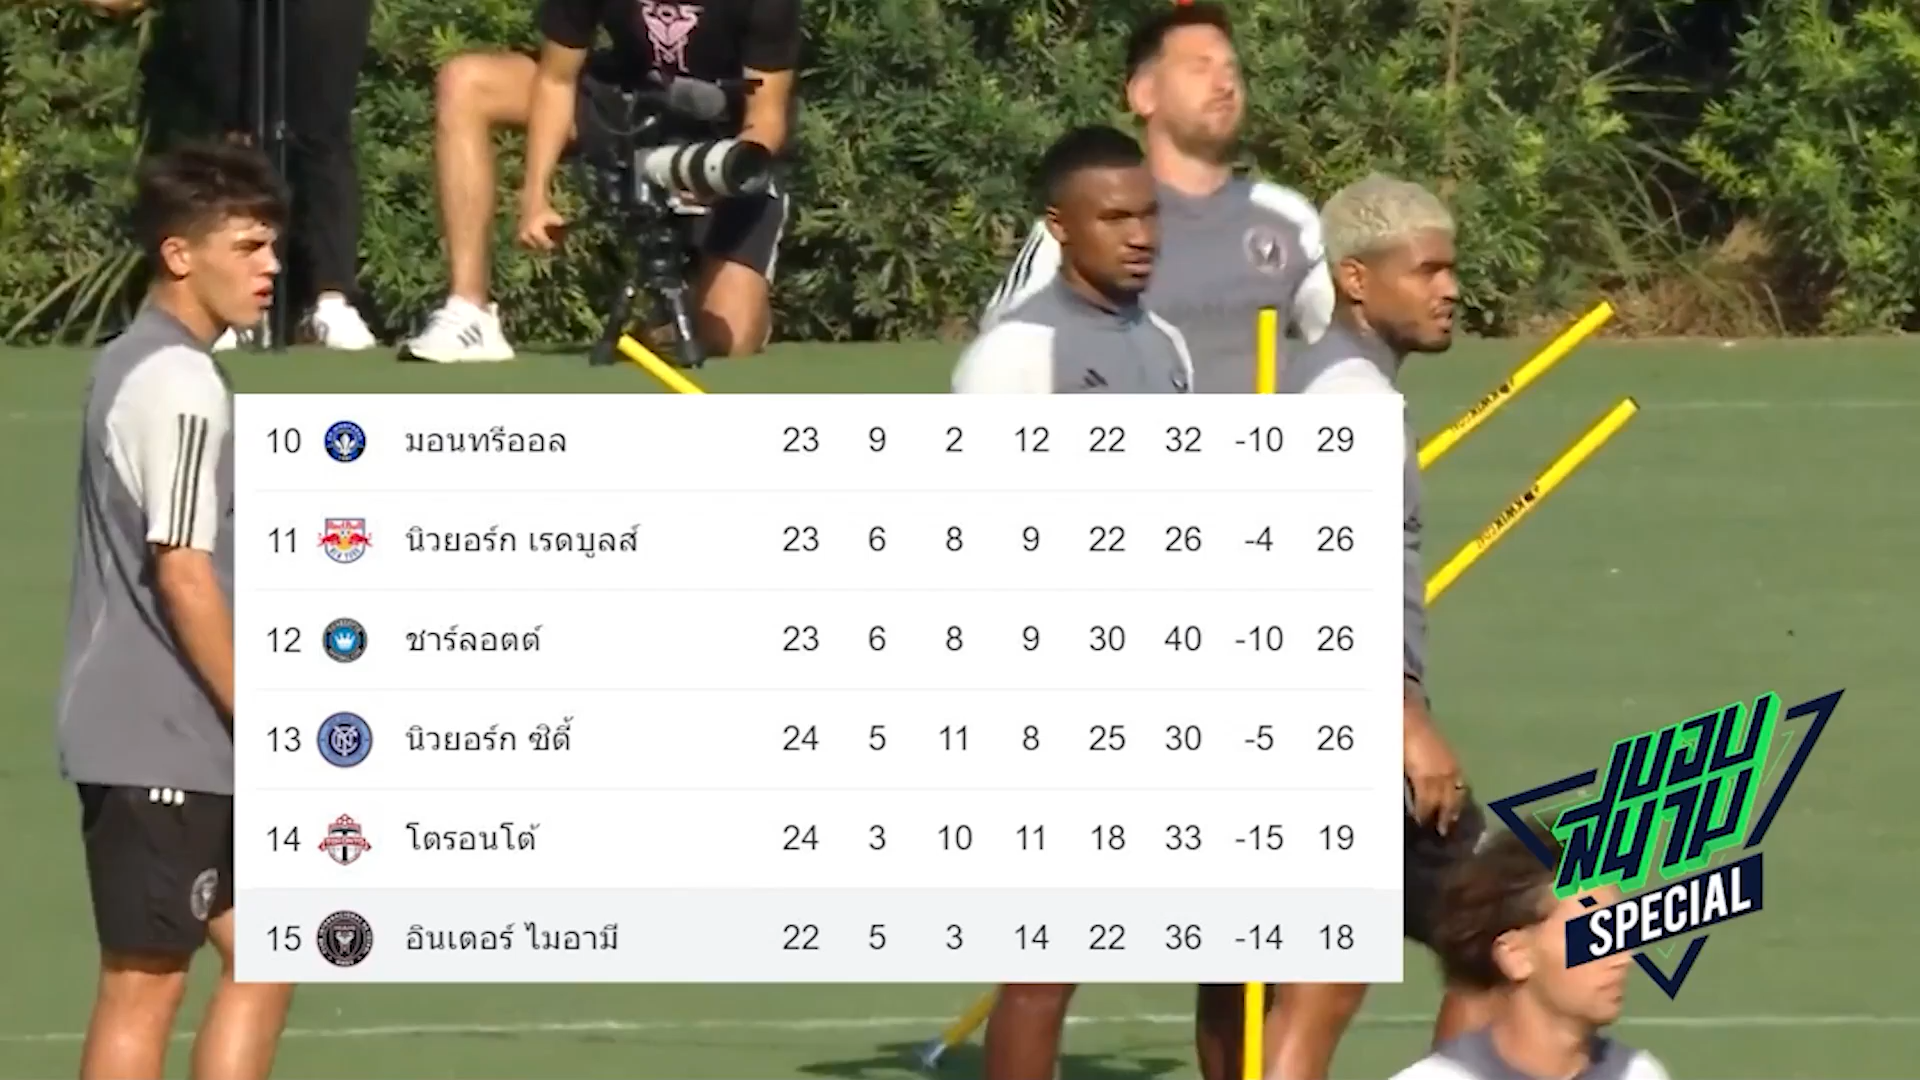 10 มอนทรีออล 23 9 2 12 22 32 -10 29
11 นิวยอร์ก เรดบูลส์ 23 6 8 9 22 26 -4 26
12 ชาร์ลอตต์ 23 6 8 9 30 40 -10 26
13 นิวยอร์ก ซิตี้ 24 5 11 8 25 30 -5 26
14 โตรอนโต้ 24 3 10 11 18 33 -15 19
15 อินเตอร์ ไมอามี 22 5 3 14 22 36 -14 18
ขอบ
สนาม
SPECIAL